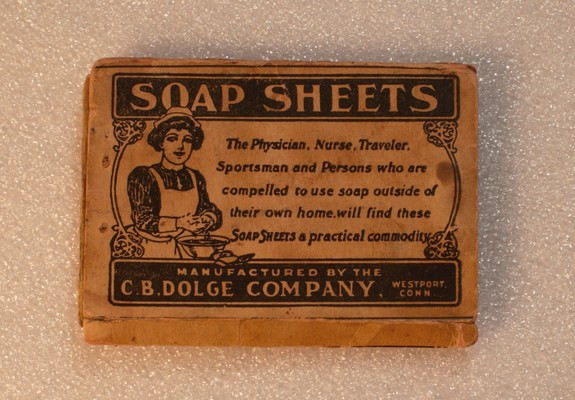 SOAP SHEETS
The Physician, Nurse, Traveler.
Sportsman and Persons who are
compelled to use soap outside of
their own home.will find these
SOAP SHEETS a practical commodity.
MANUFACTURED BY THE
C.B.DOLGE COMPANY, WESTPORT,
CONN.